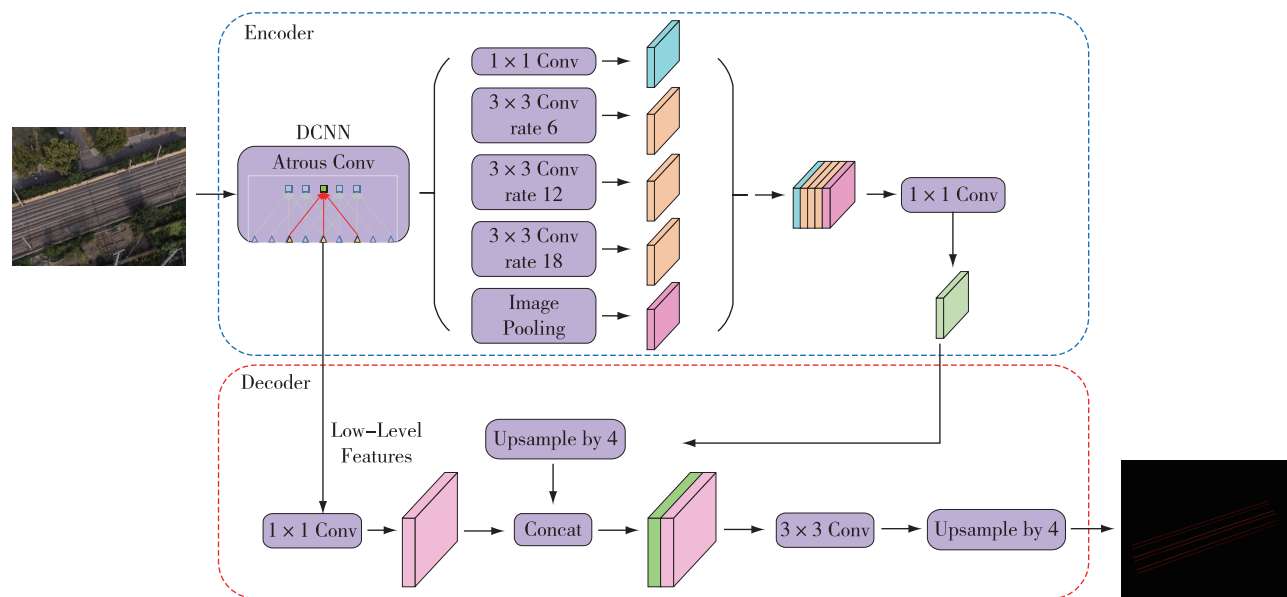 Encoder
DCNN
Atrous Conv
1 × 1 Conv
3 × 3 Conv
rate 6
3 × 3 Conv
rate 12
3 × 3 Conv
rate 18
Image
Pooling
1 × 1 Conv
Decoder
Low-Level
Features
Upsample by 4
1 × 1 Conv
Concat
3 × 3 Conv
Upsample by 4